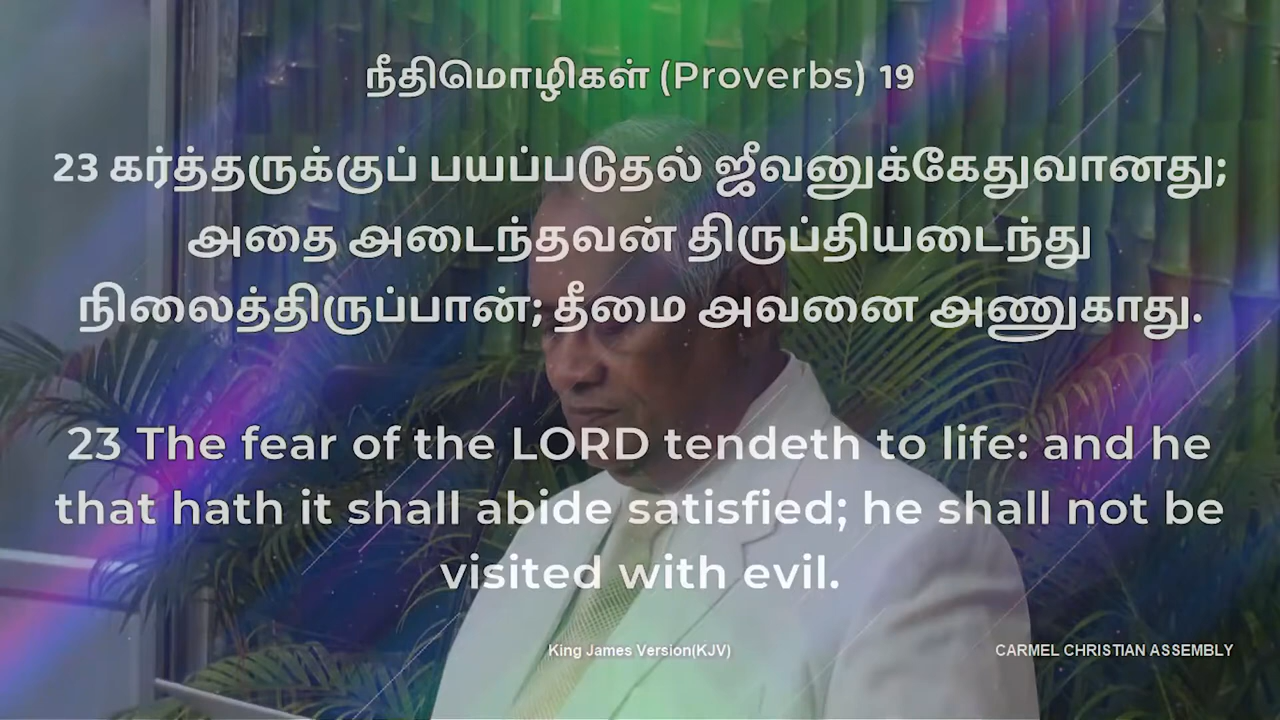 நீதிமொழிகள் (Proverbs) 19
23 கர்த்தருக்குப் பயப்படுதல் ஜீவனுக்கேதுவானது;
அதை அடைந்தவன் திருப்தியடைந்து
நிலைத்திருப்பான்; தீமை அவனை அணுகாது.
23 The fear of the LORD tendeth to life: and he
that hath it shall abide satisfied; he shall not be
visited with evil.
King James Version(KJV)
CARMEL CHRISTIAN ASSEMBLY